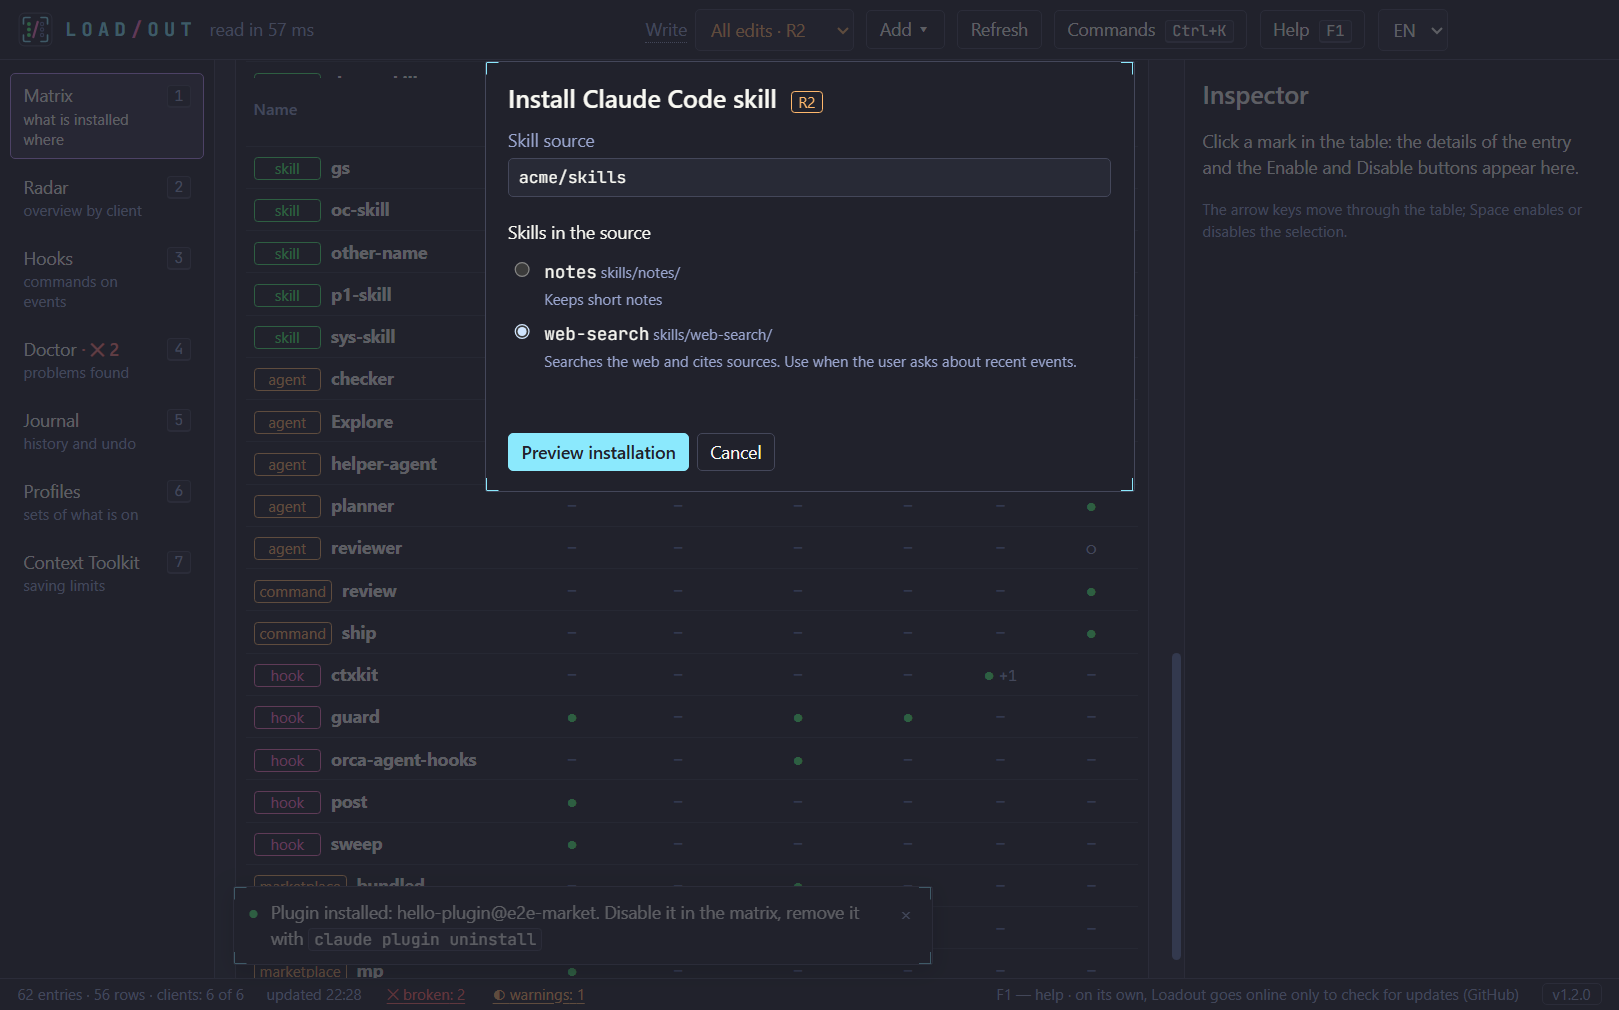 LOAD/OUT read in 57 ms Write All edits · R2 Add Refresh Commands Ctrl+K Help F1 EN
Matrix 1
what is installed
where
Radar 2
overview by client
Hooks 3
commands on
events
Doctor · ✕ 2 4
problems found
Journal 5
history and undo
Profiles 6
sets of what is on
Context Toolkit 7
saving limits
Name
skill gs
skill oc-skill
skill other-name
skill p1-skill
skill sys-skill
agent checker
agent Explore
agent helper-agent
agent planner – – – – – ●
agent reviewer – – – – – ○
command review – – – – – ●
command ship – – – – – ●
hook ctxkit – – – – ● +1 –
hook guard ● – ● ● – –
hook orca-agent-hooks – – ● – – –
hook post ● – – – – –
hook sweep ● – – – – –
marketplace bundled
marketplace mp
Install Claude Code skill R2
Skill source
acme/skills
Skills in the source
notes skills/notes/
Keeps short notes
web-search skills/web-search/
Searches the web and cites sources. Use when the user asks about recent events.
Preview installation Cancel
Inspector
Click a mark in the table: the details of the entry
and the Enable and Disable buttons appear here.
The arrow keys move through the table; Space enables or
disables the selection.
Plugin installed: hello-plugin@e2e-market. Disable it in the matrix, remove it ×
with claude plugin uninstall
62 entries · 56 rows · clients: 6 of 6 updated 22:28 ✕ broken: 2 ◐ warnings: 1 F1 — help · on its own, Loadout goes online only to check for updates (GitHub) v1.2.0